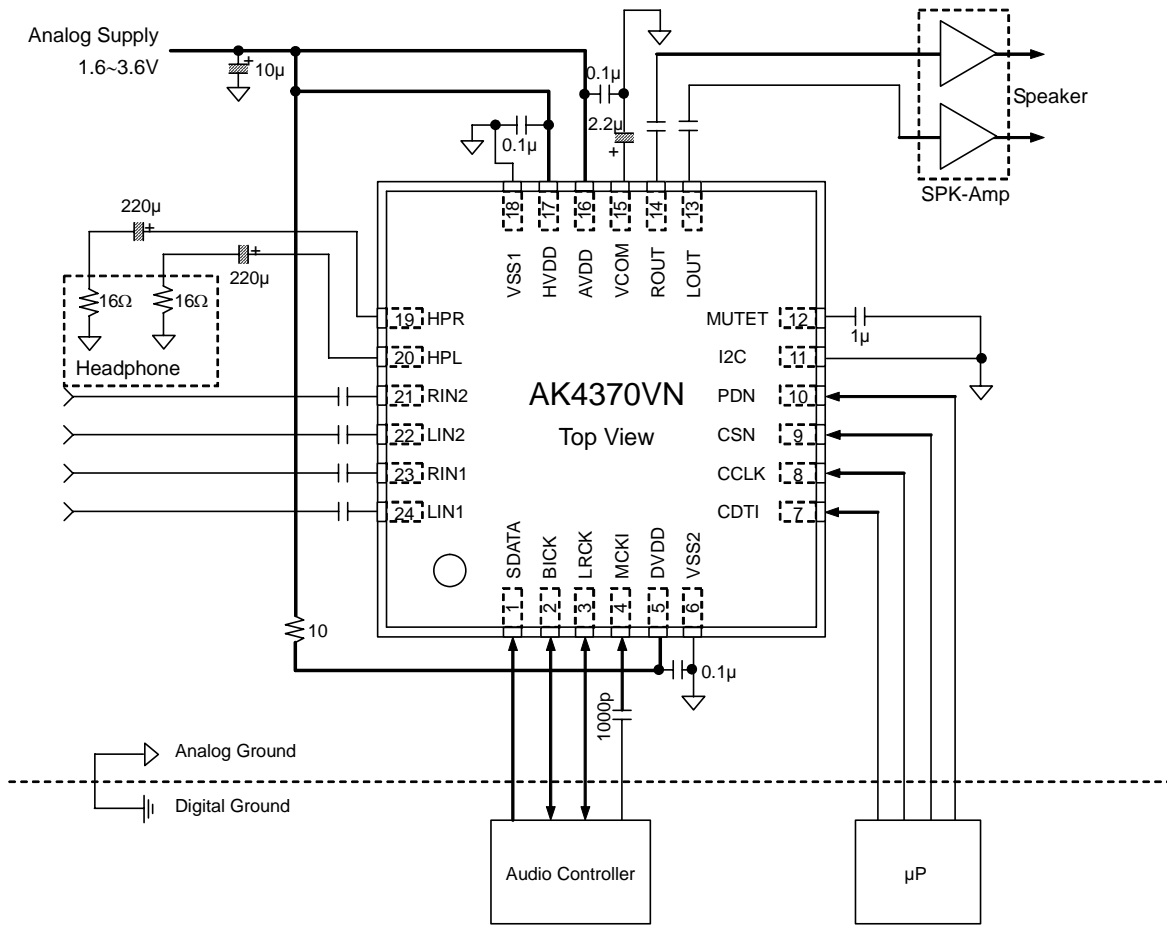 Analog Supply
1.6~3.6V
10µ
0.1µ
2.2µ
0.1µ
Speaker
SPK-Amp
220µ
220µ
16Ω
16Ω
Headphone
18
17
16
15
14
13
VSS1
HVDD
AVDD
VCOM
ROUT
LOUT
19 HPR
20 HPL
21 RIN2
22 LIN2
23 RIN1
24 LIN1
AK4370VN
Top View
MUTET 12
1µ
I2C 11
PDN 10
CSN 9
CCLK 8
CDTI 7
SDATA
BICK
LRCK
MCKI
DVDD
VSS2
1
2
3
4
5
6
10
0.1µ
1000p
Analog Ground
Digital Ground
Audio Controller
µP